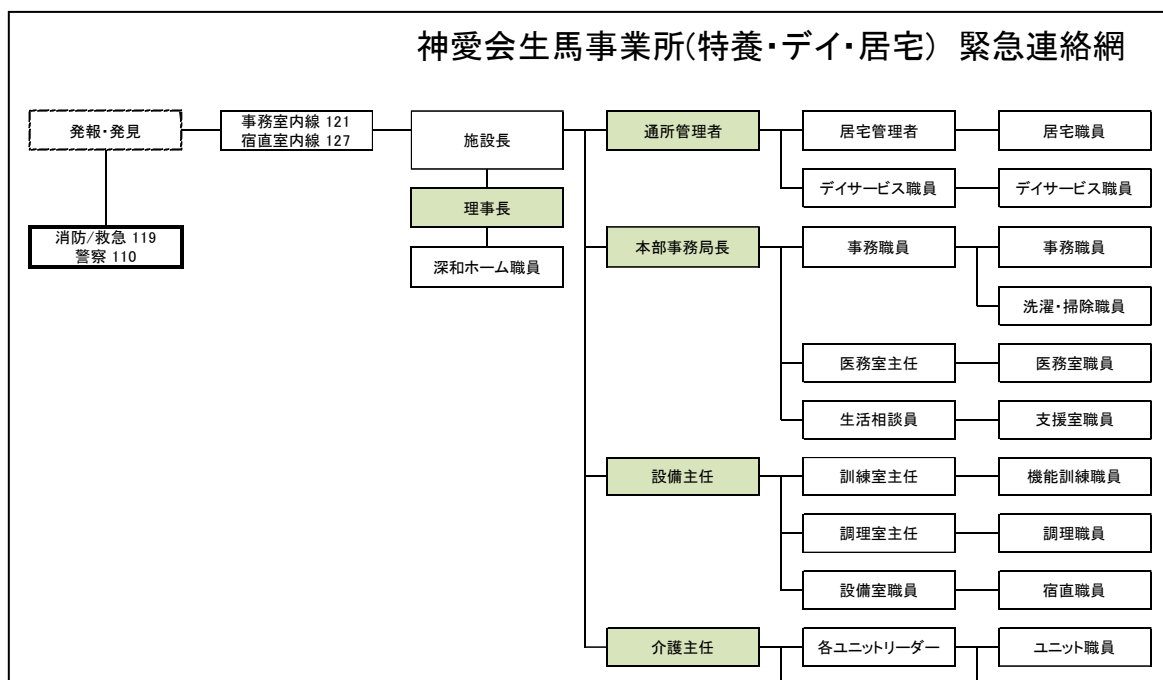 神愛会生馬事業所(特養・デイ・居宅) 緊急連絡網
発報・発見
事務室内線 121
宿直室内線 127
施設長
通所管理者
居宅管理者
居宅職員
デイサービス職員
デイサービス職員
理事長
消防/救急 119
警察 110
深和ホーム職員
本部事務局長
事務職員
事務職員
洗濯・掃除職員
医務室主任
医務室職員
生活相談員
支援室職員
設備主任
訓練室主任
機能訓練職員
調理室主任
調理職員
設備室職員
宿直職員
介護主任
各ユニットリーダー
ユニット職員